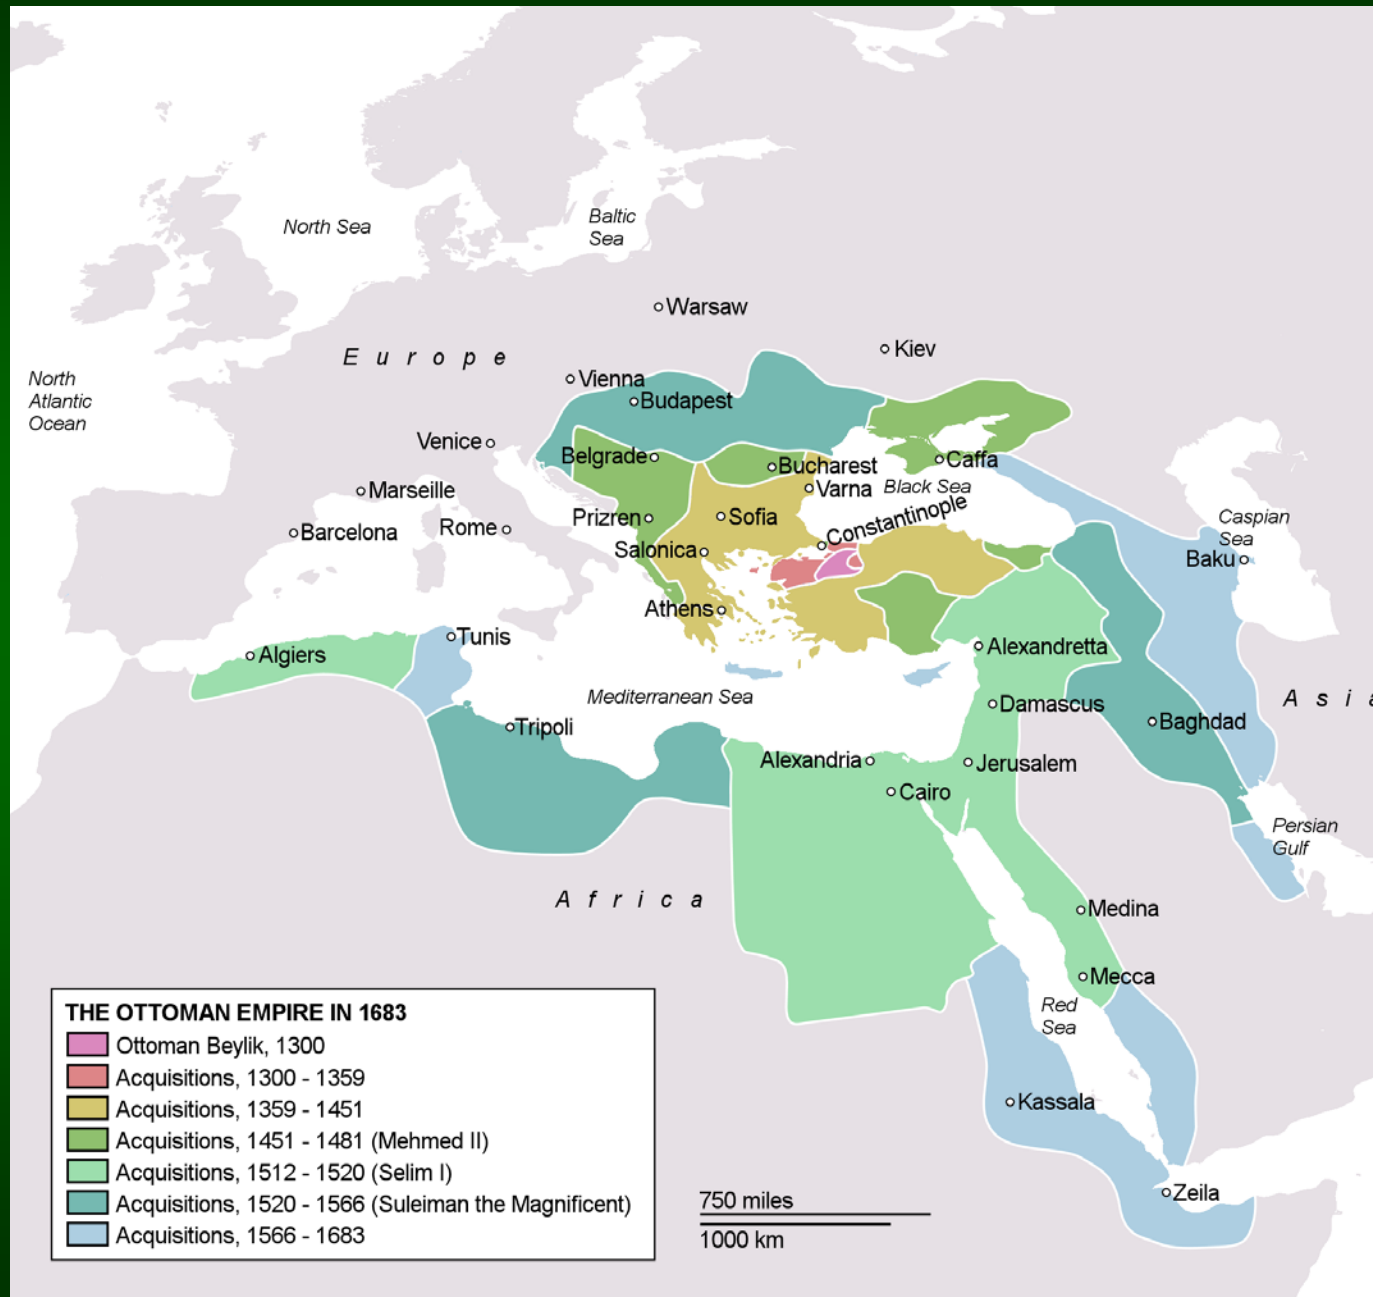 North Sea
Baltic
Sea
Warsaw
Kiev
Europe
North
Atlantic
Ocean
Vienna
Budapest
Venice
Belgrade
Bucharest
Caffa
Black Sea
Varna
Marseille
Prizren
Sofia
Constantinople
Caspian
Sea
Barcelona
Rome
Salonica
Baku
Athens
Tunis
Algiers
Alexandretta
Mediterranean Sea
Asia
Damascus
Tripoli
Baghdad
Alexandria
Jerusalem
Cairo
Persian
Gulf
Africa
Medina
Mecca
Red
Sea
Kassala
Zeila
THE OTTOMAN EMPIRE IN 1683
Ottoman Beylik, 1300
Acquisitions, 1300 - 1359
Acquisitions, 1359 - 1451
Acquisitions, 1451 - 1481 (Mehmed II)
Acquisitions, 1512 - 1520 (Selim I)
Acquisitions, 1520 - 1566 (Suleiman the Magnificent)
Acquisitions, 1566 - 1683
750 miles
1000 km